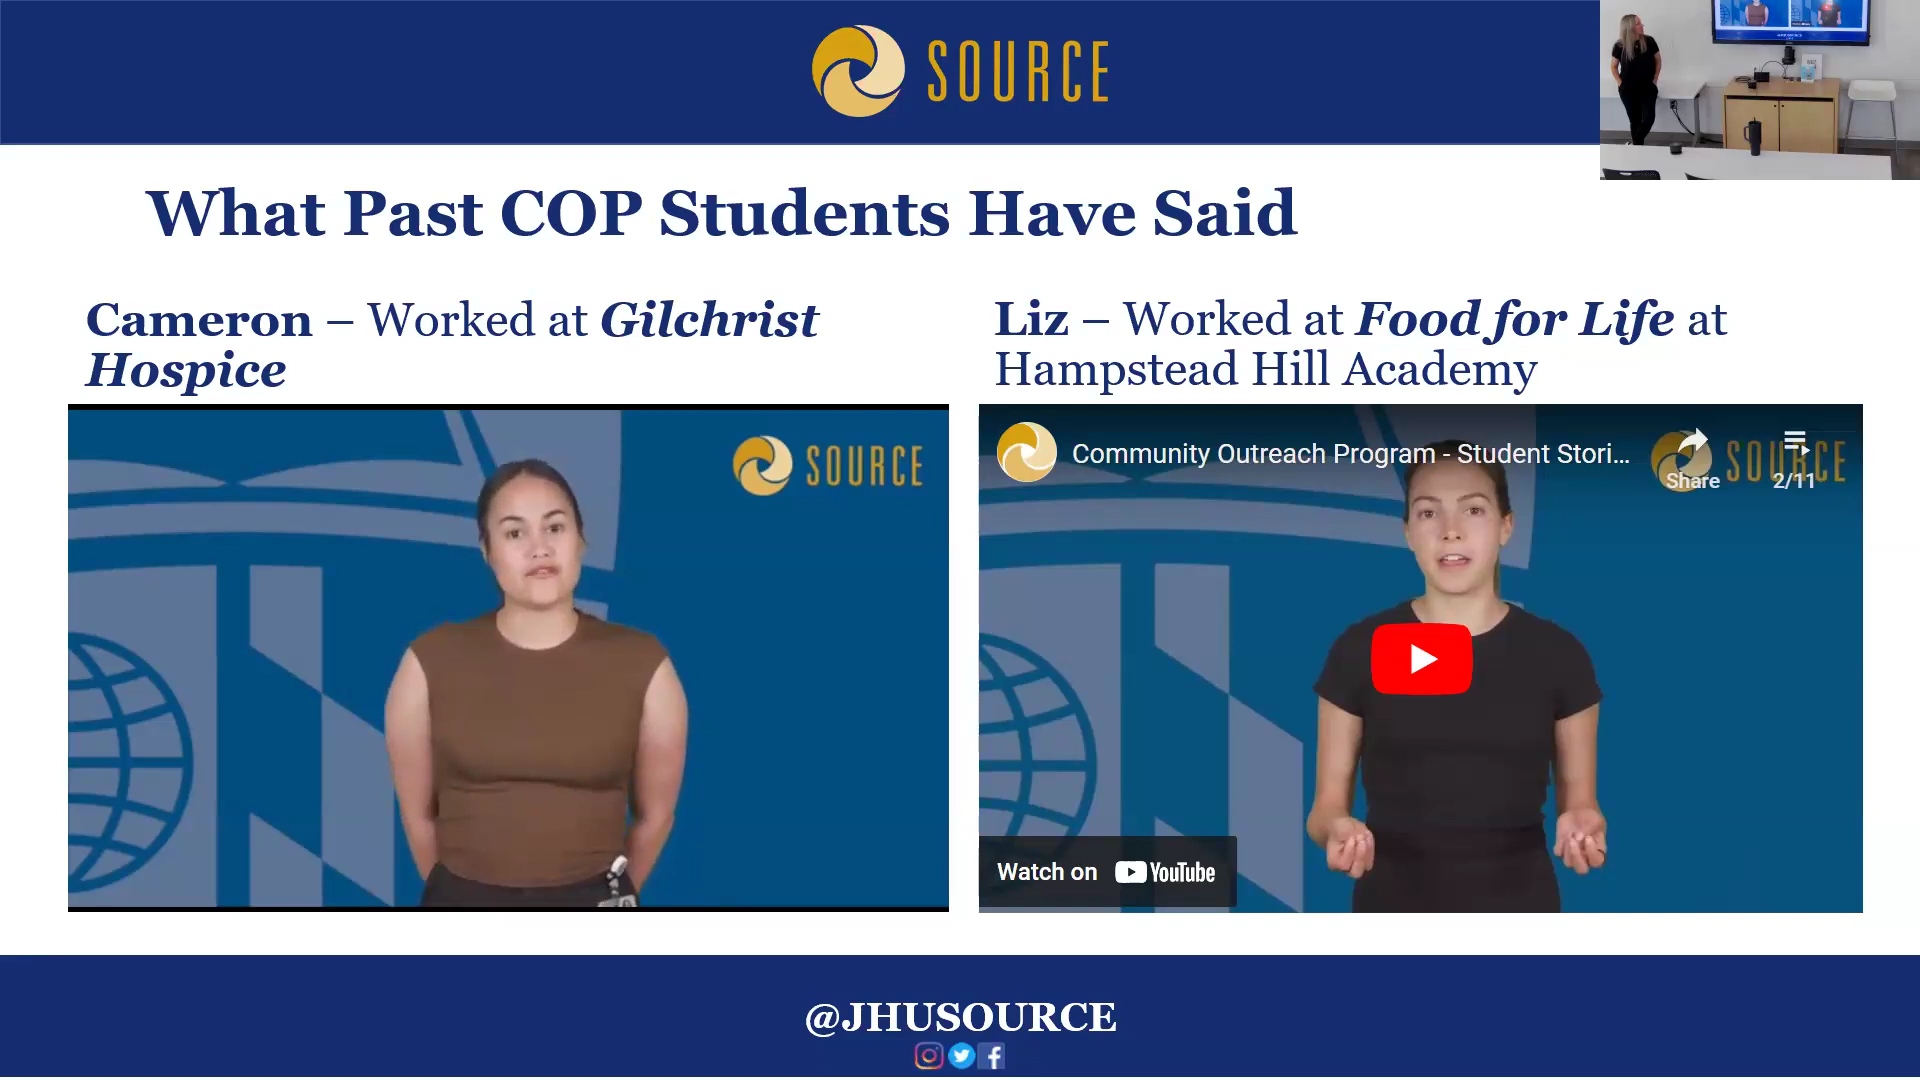 SOURCE
What Past COP Students Have Said
Cameron – Worked at Gilchrist
Hospice
Liz – Worked at Food for Life at
Hampstead Hill Academy
SOURCE
Community Outreach Program - Student Stori...
SOURCE
Share
2/11
Watch on YouTube
@JHUSOURCE